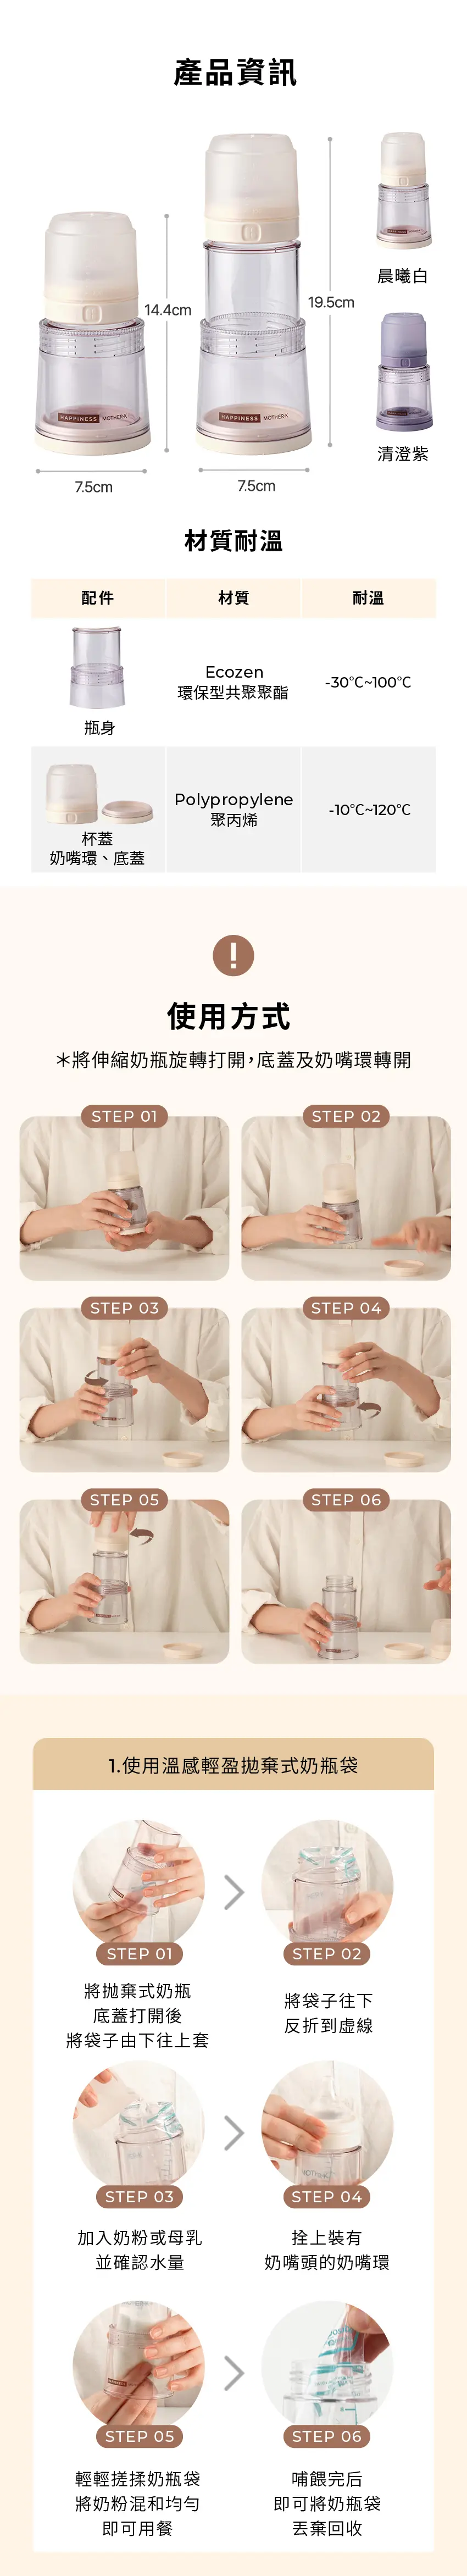 產品資訊
14.4cm
19.5cm
晨曦白
清澄紫
HAPPINESS MOTHER-K
HAPPINESS MOTHER-K
7.5cm
7.5cm
材質耐溫
配件
材質
耐溫
Ecozen
環保型共聚聚酯
-30°C~100°C
瓶身
Polypropylene
聚丙烯
-10°C~120°C
杯蓋
奶嘴環、底蓋
使用方式
＊將伸縮奶瓶旋轉打開，底蓋及奶嘴環轉開
STEP 01
STEP 02
STEP 03
STEP 04
STEP 05
STEP 06
1.使用溫感輕盈拋棄式奶瓶袋
STEP 01
STEP 02
將拋棄式奶瓶
底蓋打開後
將袋子由下往上套
將袋子往下
反折到虛線
STEP 03
STEP 04
加入奶粉或母乳
並確認水量
拴上裝有
奶嘴頭的奶嘴環
STEP 05
STEP 06
輕輕搓揉奶瓶袋
將奶粉混和均勻
即可用餐
哺餵完后
即可將奶瓶袋
丟棄回收